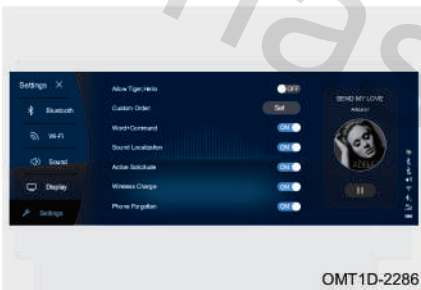 Settings ×
Bluetooth
Wi-Fi
Sound
Display
Settings
Allow Tiger,Hello
OFF
Custom Order
Set
Word+Command
ON
Sound Localization
ON
Active Solicitude
ON
Wireless Charge
ON
Phone Forgotten
ON
SEND MY LOVE
ADELE
OMT1D-2286